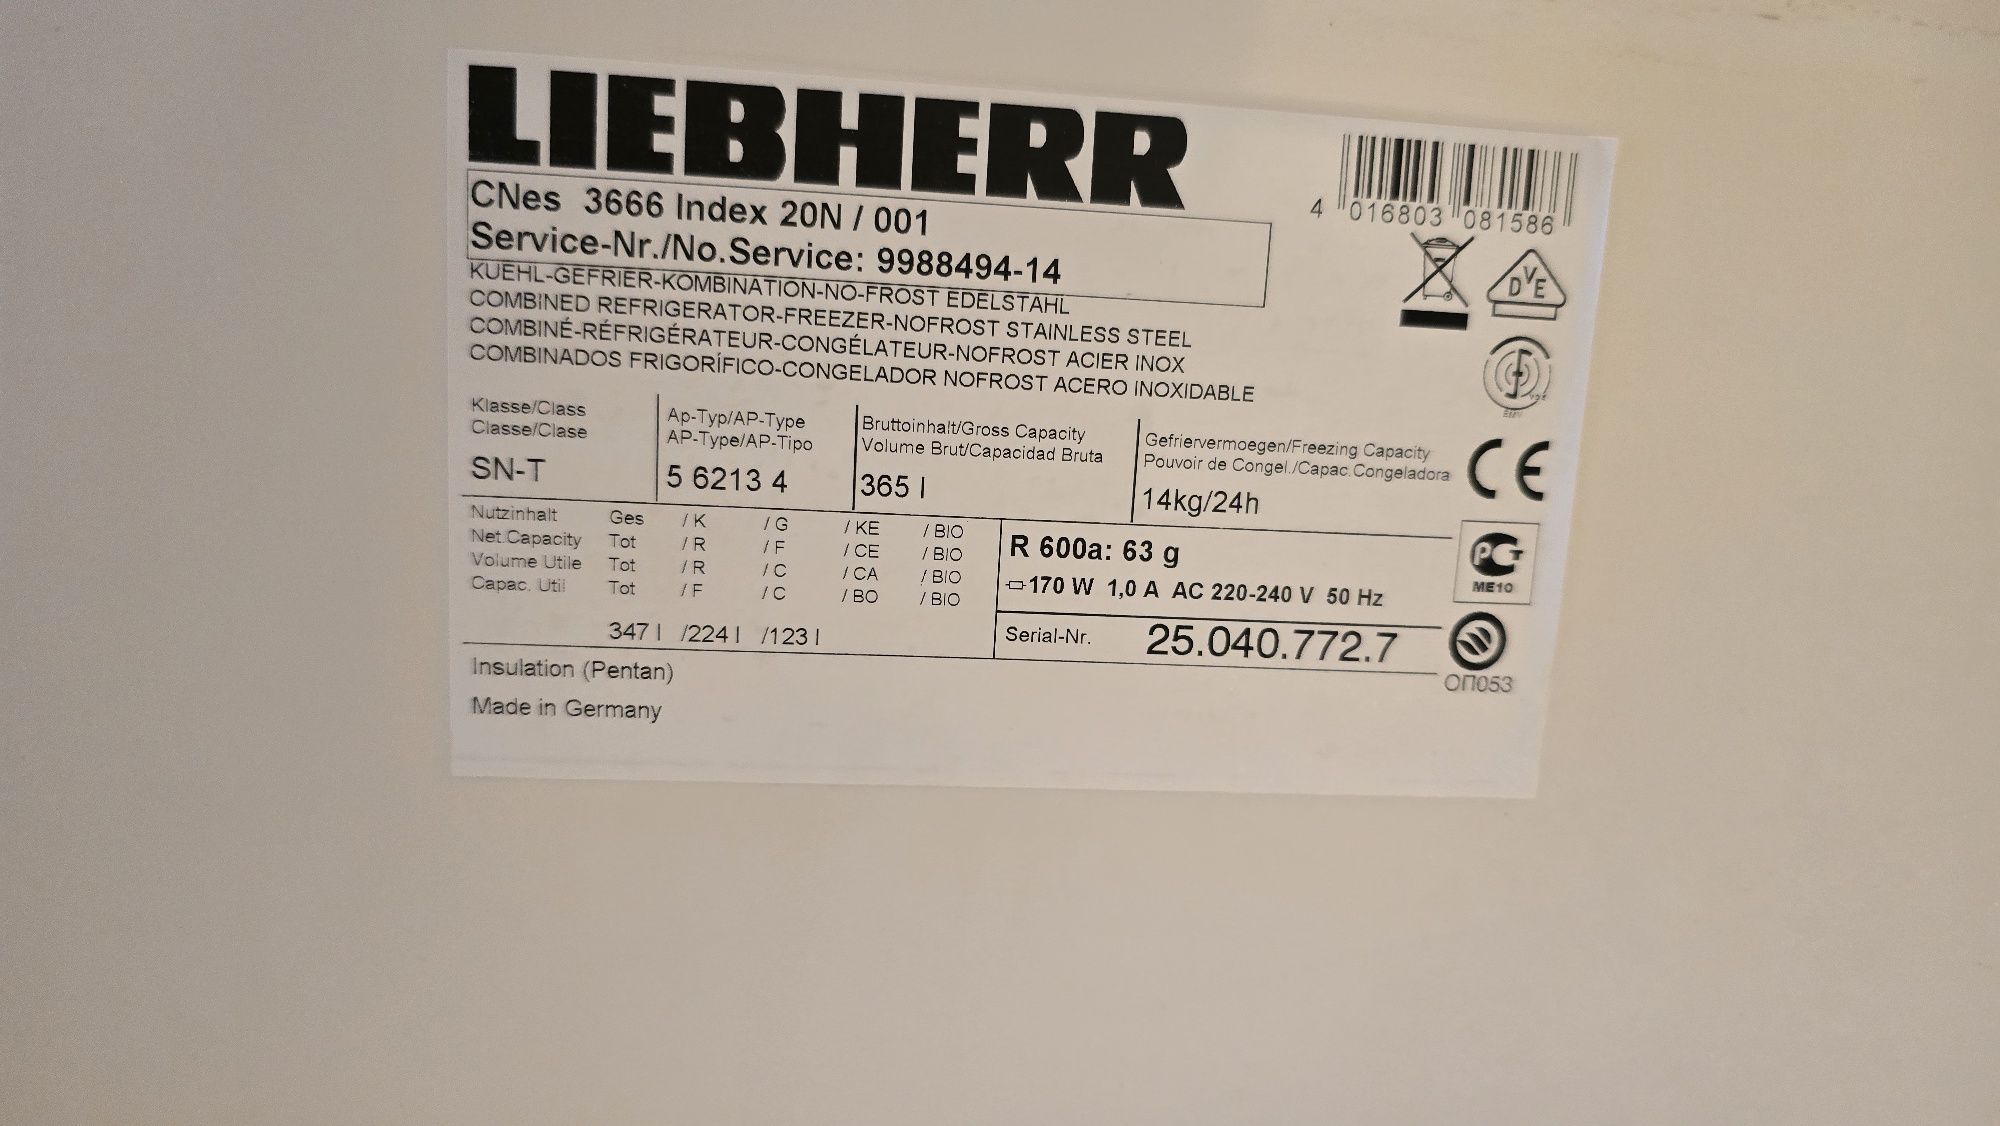 LIEBHERR
CNes 3666 Index 20N / 001
Service-Nr./No.Service: 9988494-14
KUEHL-GEFRIER-KOMBINATION-NO-FROST EDELSTAHL
COMBINED REFRIGERATOR-FREEZER-NOFROST STAINLESS STEEL
COMBINÉ-RÉFRIGÉRATEUR-CONGÉLATEUR-NOFROST ACIER INOX
COMBINADOS FRIGORÍFICO-CONGELADOR NOFROST ACERO INOXIDABLE
4 016803 081586
DVE
EMV
CE
Klasse/Class
Classe/Clase
SN-T
Ap-Typ/AP-Type
AP-Type/AP-Tipo
5 6213 4
Bruttoinhalt/Gross Capacity
Volume Brut/Capacidad Bruta
365 l
Gefriervermoegen/Freezing Capacity
Pouvoir de Congel./Capac.Congeladora
14kg/24h
Nutzinhalt Ges / K / G / KE / BIO
Net.Capacity Tot / R / F / CE / BIO
Volume Utile Tot / R / C / CA / BIO
Capac. Util Tot / F / C / BO / BIO
347 l /224 l /123 l
R 600a: 63 g
170 W 1,0 A AC 220-240 V 50 Hz
Serial-Nr. 25.040.772.7
РСТ
ME10
ОП053
Insulation (Pentan)
Made in Germany